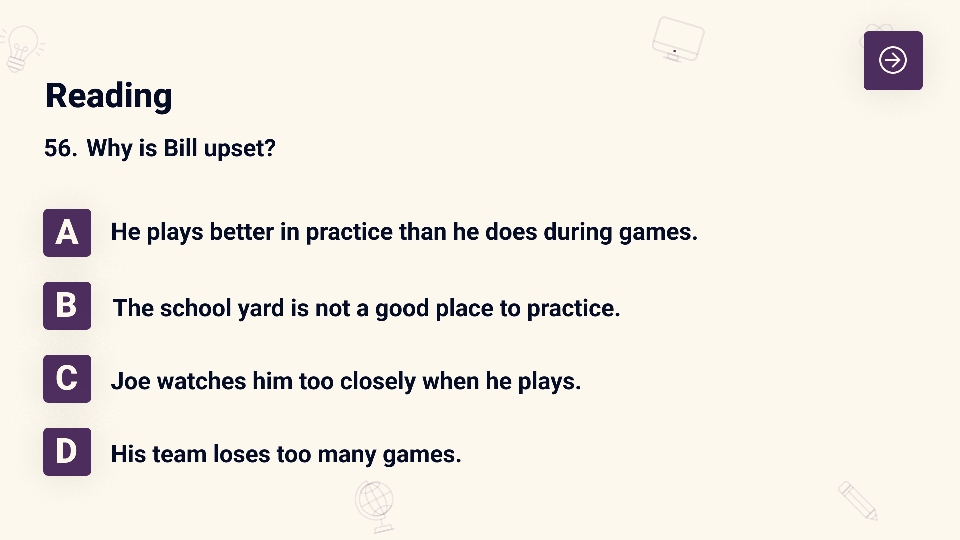 Reading
56. Why is Bill upset?
A He plays better in practice than he does during games.
B The school yard is not a good place to practice.
C Joe watches him too closely when he plays.
D His team loses too many games.